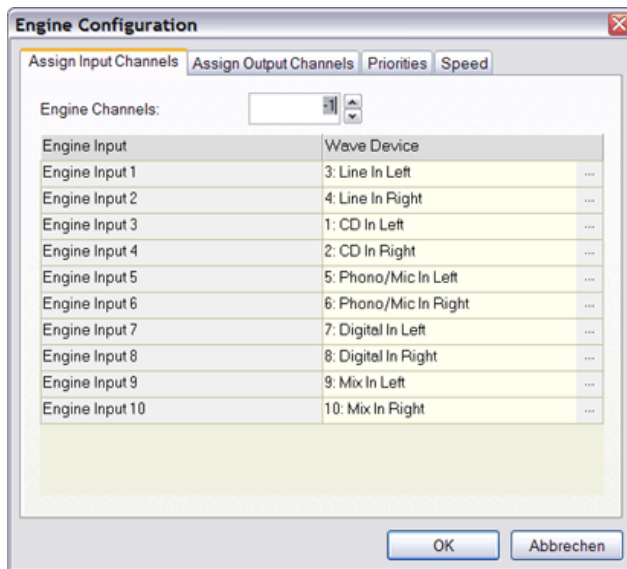 Engine Configuration
Assign Input Channels Assign Output Channels Priorities Speed
Engine Channels: -1
Engine Input Wave Device
Engine Input 1 3: Line In Left ...
Engine Input 2 4: Line In Right ...
Engine Input 3 1: CD In Left ...
Engine Input 4 2: CD In Right ...
Engine Input 5 5: Phono/Mic In Left ...
Engine Input 6 6: Phono/Mic In Right ...
Engine Input 7 7: Digital In Left ...
Engine Input 8 8: Digital In Right ...
Engine Input 9 9: Mix In Left ...
Engine Input 10 10: Mix In Right ...
OK Abbrechen